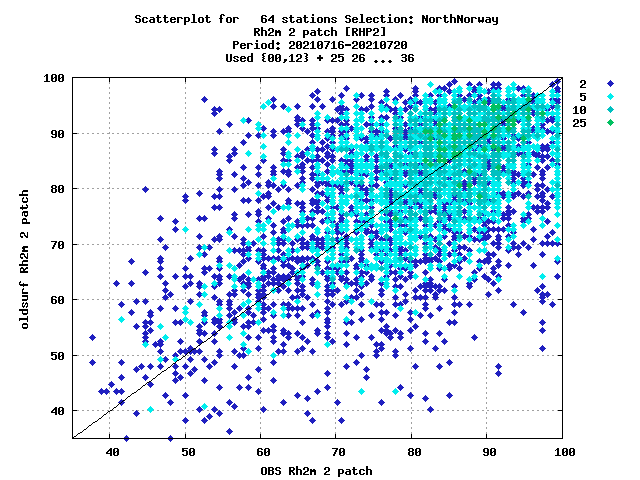 Scatterplot for   64 stations Selection: NorthNorway
Rh2m 2 patch [RHP2]
Period: 20210716-20210720
Used {00,12} + 25 26 ... 36
2
5
10
25
100
90
80
70
60
50
40
oldsurf Rh2m 2 patch
40 50 60 70 80 90 100
OBS Rh2m 2 patch